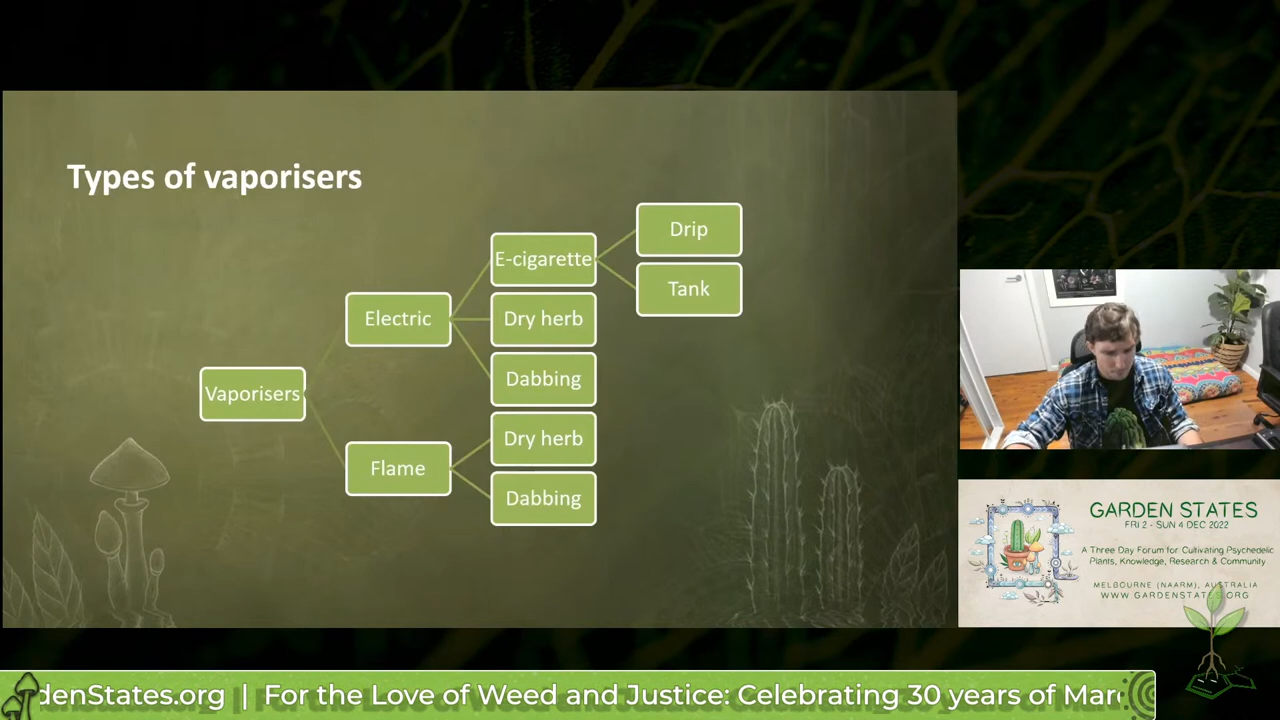 Types of vaporisers
Drip
E-cigarette
Tank
Electric
Dry herb
Dabbing
Vaporisers
Dry herb
Flame
Dabbing
GARDEN STATES
FRI 2 - SUN 4 DEC 2022
A Three Day Forum for Cultivating Psychedelic
Plants, Knowledge, Research & Community
MELBOURNE (NAARM), AUSTRALIA
WWW.GARDENSTATES.ORG
denStates.org | For the Love of Weed and Justice: Celebrating 30 years of Mar